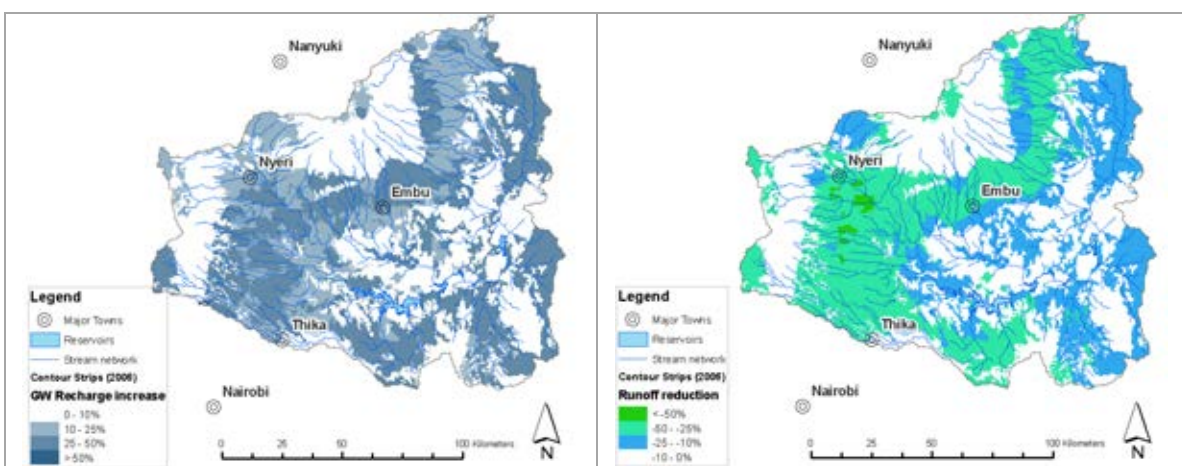 Nanyuki
Nyeri
Embu
Thika
Nairobi
Legend
Major Towns
Reservoirs
Stream network
Contour Strips (2006)
GW Recharge increase
0 - 10%
10 - 25%
25 - 50%
>50%
0 25 50 100 Kilometers
N
Nanyuki
Nyeri
Embu
Thika
Nairobi
Legend
Major Towns
Reservoirs
Stream network
Contour Strips (2006)
Runoff reduction
<-50%
-50 - -25%
-25 - -10%
-10 - 0%
0 25 50 100 Kilometers
N